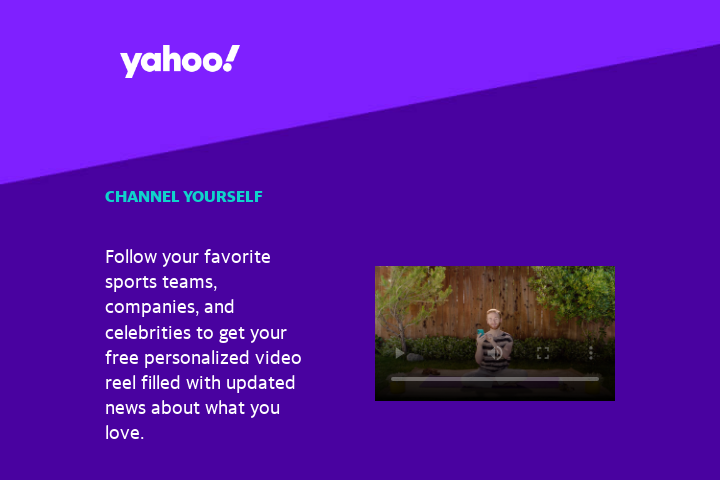 yahoo!
CHANNEL YOURSELF
Follow your favorite
sports teams,
companies, and
celebrities to get your
free personalized video
reel filled with updated
news about what you
love.